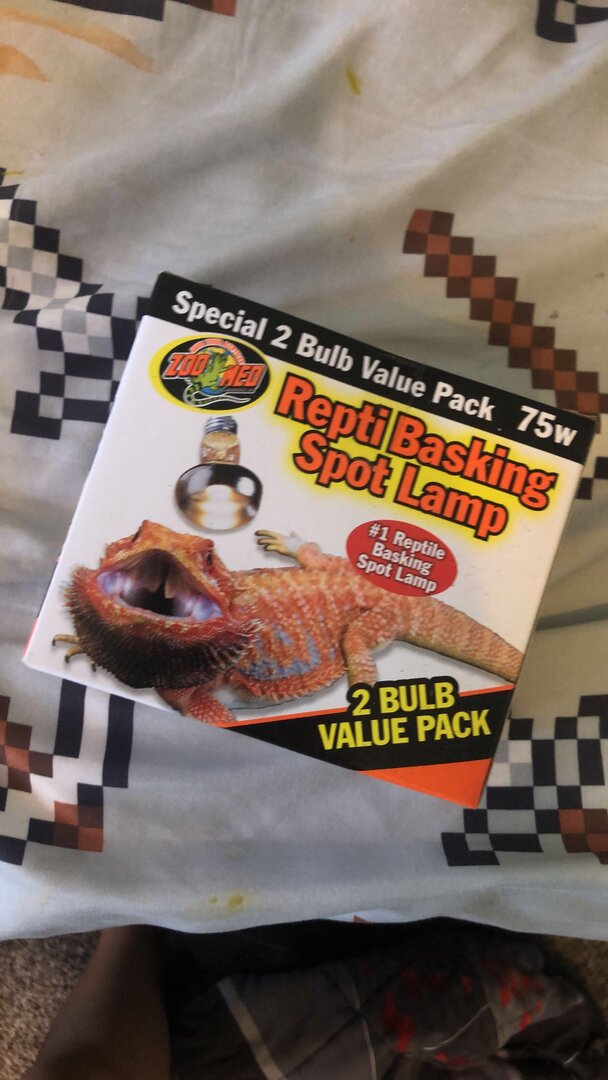 Special 2 Bulb Value Pack 75w
ZOO MED
Repti Basking
Spot Lamp
#1 Reptile
Basking
Spot Lamp
2 BULB
VALUE PACK